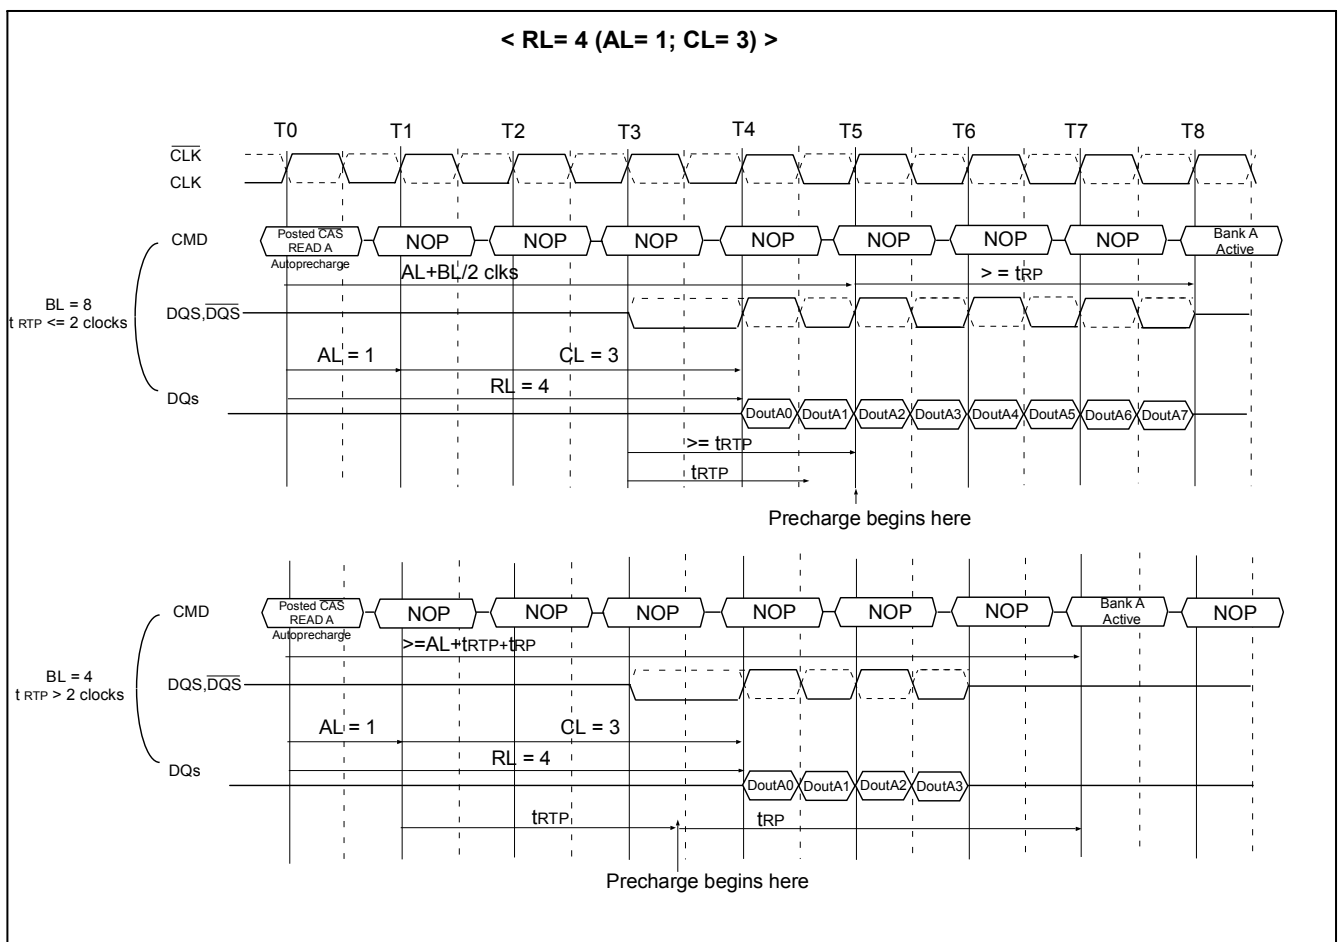 < RL= 4 (AL= 1; CL= 3) >
T0 T1 T2 T3 T4 T5 T6 T7 T8
CLK
CLK
CMD
Posted CAS
READ A
Autoprecharge
NOP NOP NOP NOP NOP NOP NOP
Bank A
Active
AL+BL/2 clks
> = tRP
BL = 8
t RTP <= 2 clocks
DQS,DQS
AL = 1
CL = 3
RL = 4
DQs
DoutA0 DoutA1 DoutA2 DoutA3 DoutA4 DoutA5 DoutA6 DoutA7
>= tRTP
tRTP
Precharge begins here
CMD
Posted CAS
READ A
Autoprecharge
NOP NOP NOP NOP NOP NOP
Bank A
Active
NOP
>=AL+tRTP+tRP
BL = 4
t RTP > 2 clocks
DQS,DQS
AL = 1
CL = 3
RL = 4
DQs
DoutA0 DoutA1 DoutA2 DoutA3
tRTP
tRP
Precharge begins here